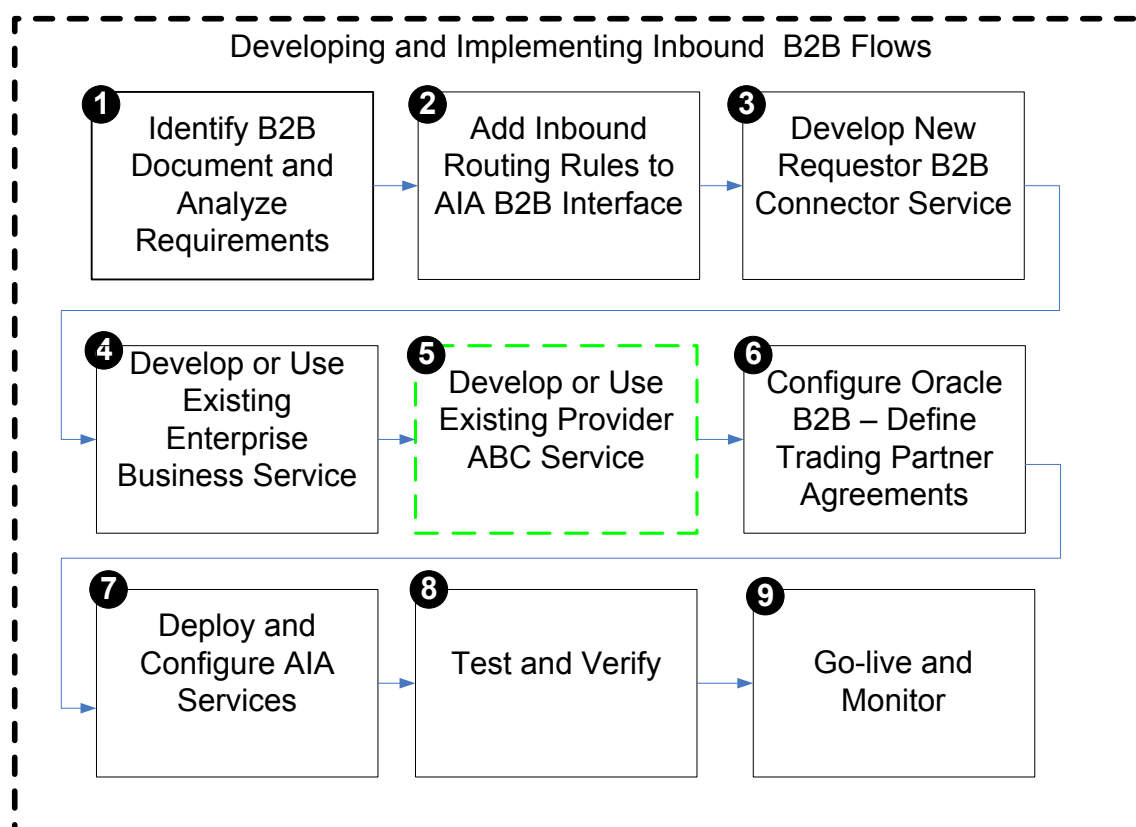 Developing and Implementing Inbound B2B Flows
1
Identify B2B
Document and
Analyze
Requirements
2
Add Inbound
Routing Rules to
AIA B2B Interface
3
Develop New
Requestor B2B
Connector Service
4
Develop or Use
Existing
Enterprise
Business Service
5
Develop or Use
Existing Provider
ABC Service
6
Configure Oracle
B2B – Define
Trading Partner
Agreements
7
Deploy and
Configure AIA
Services
8
Test and Verify
9
Go-live and
Monitor